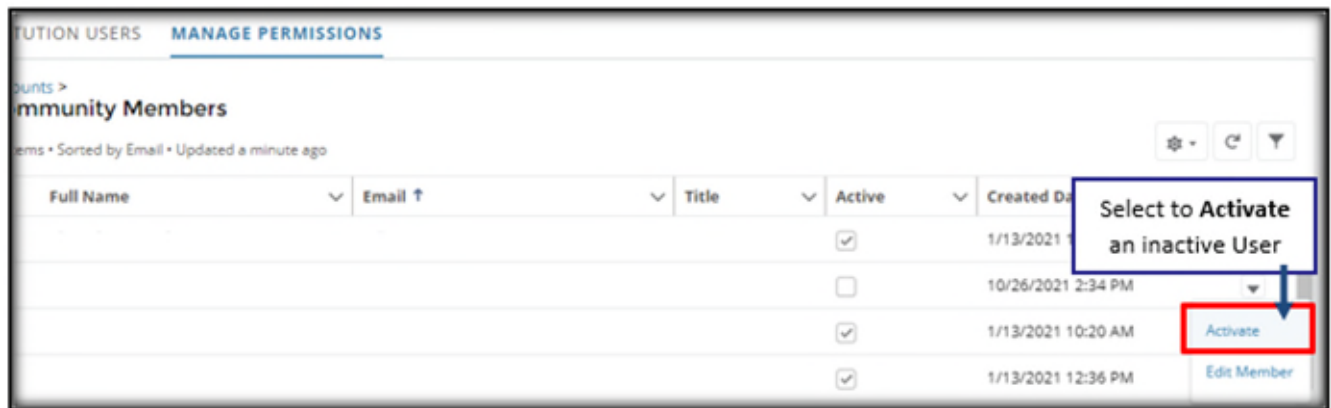 TUTION USERS MANAGE PERMISSIONS
ounts >
mmunity Members
ems • Sorted by Email • Updated a minute ago
Full Name Email ↑ Title Active Created Da
Select to Activate
an inactive User
1/13/2021 1
10/26/2021 2:34 PM
1/13/2021 10:20 AM Activate
1/13/2021 12:36 PM Edit Member